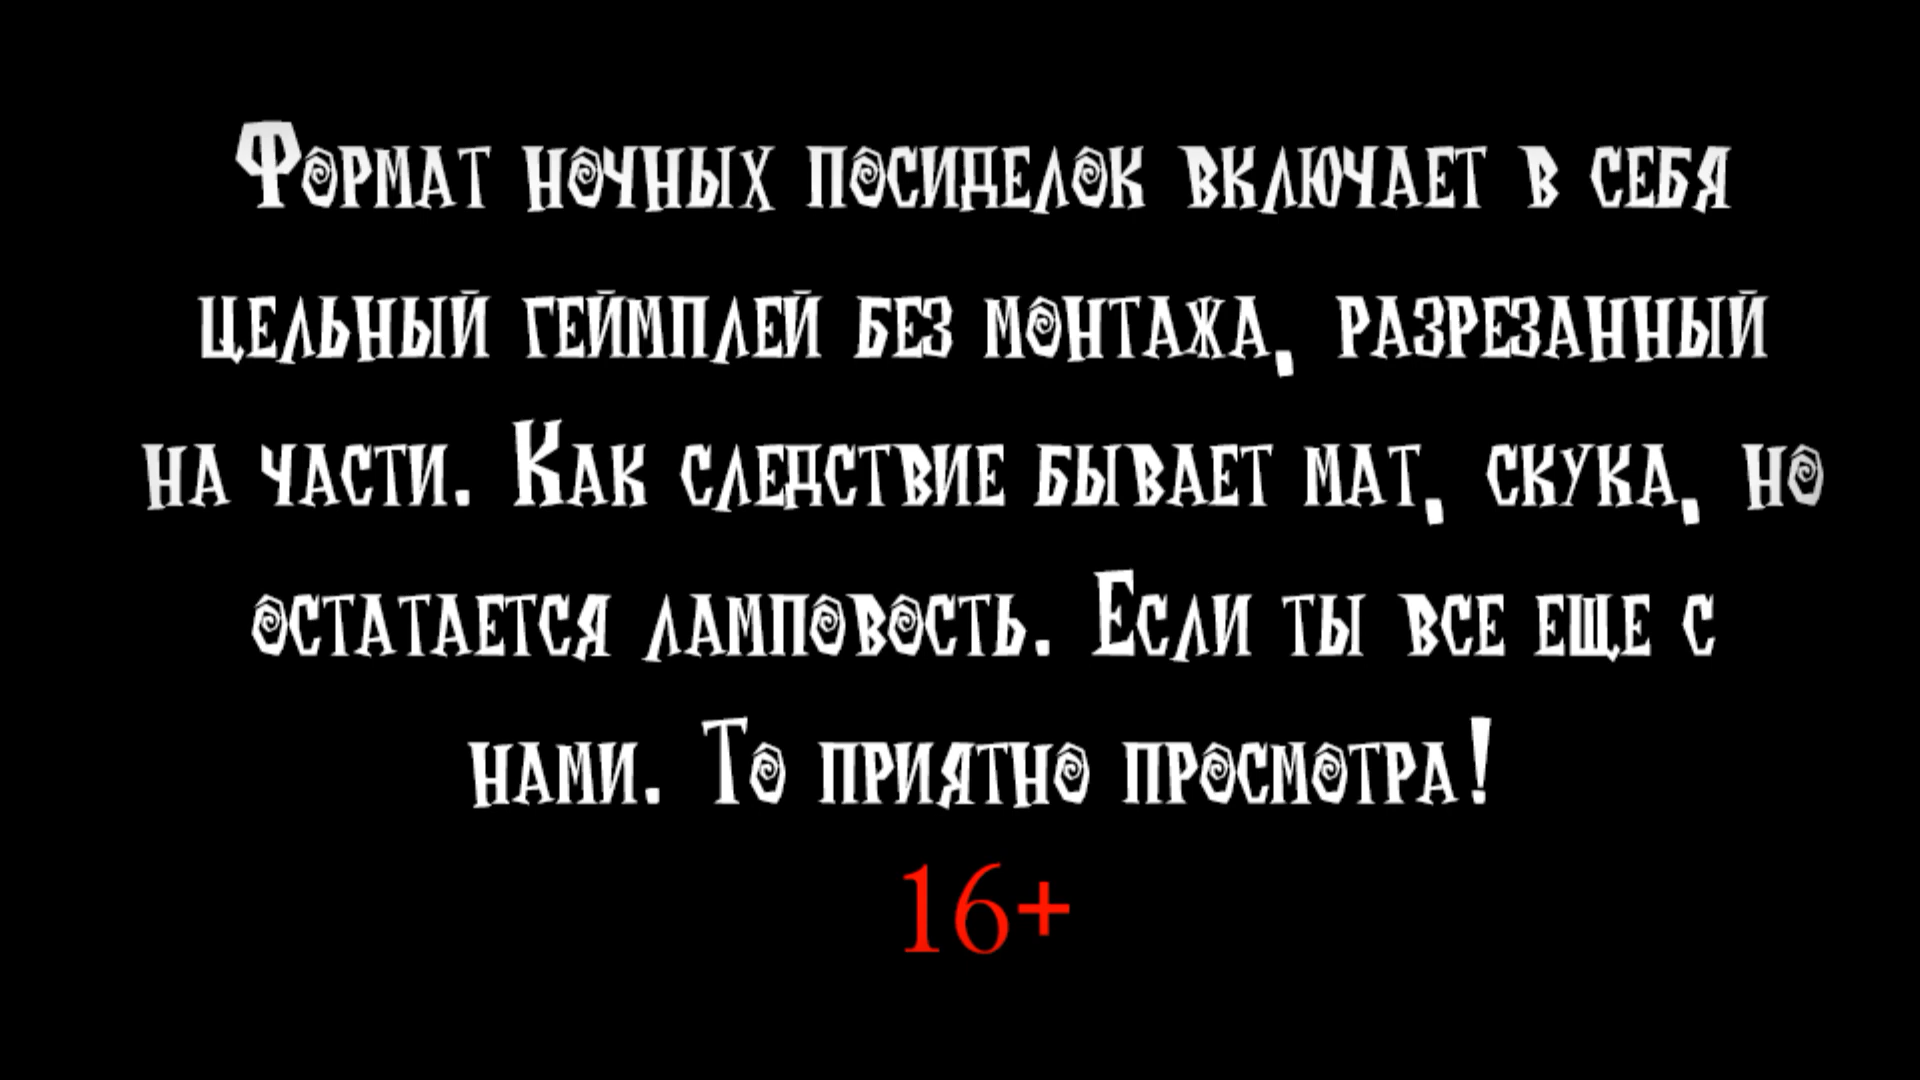 Формат ночных посиделок включает в себя
цельный геймплей без монтажа, разрезанный
на части. Как следствие бывает мат, скука, но
остатается ламповость. Если ты все еще с
нами. То приятно просмотра!
16+